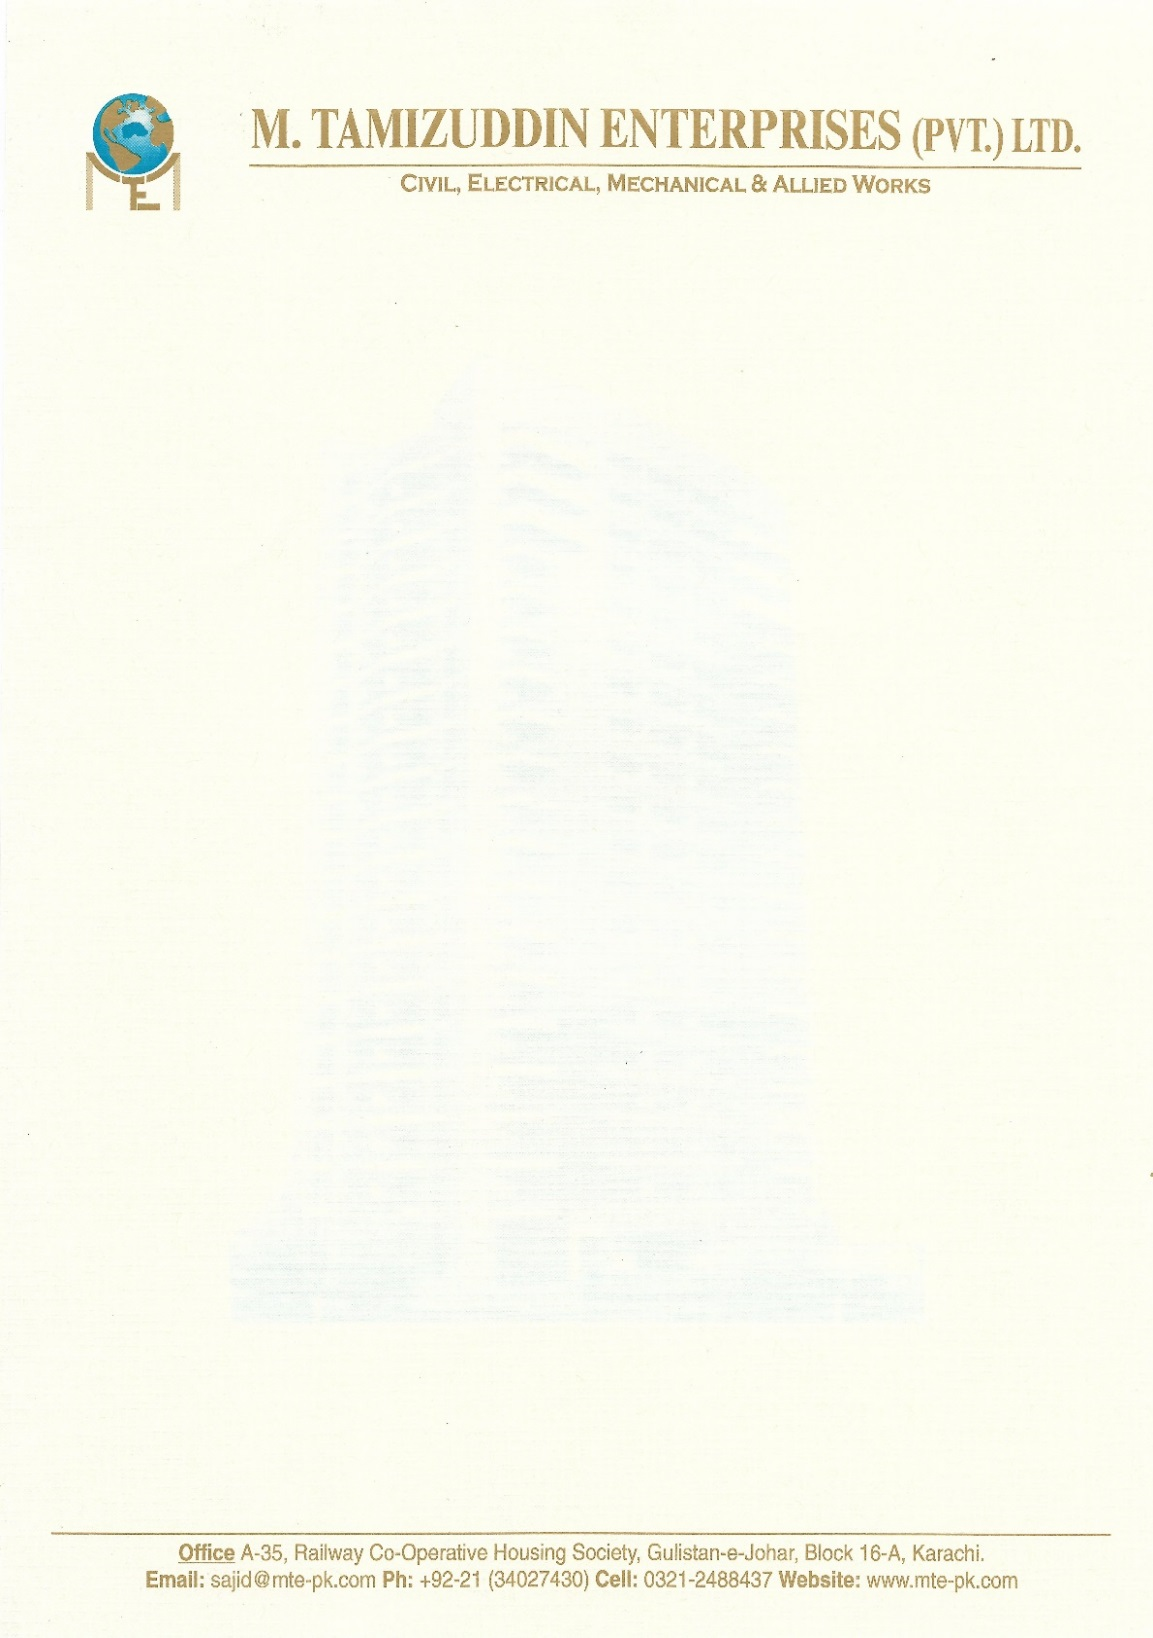 M. TAMIZUDDIN ENTERPRISES (PVT.) LTD.
CIVIL, ELECTRICAL, MECHANICAL & ALLIED WORKS
MTE
Office A-35, Railway Co-Operative Housing Society, Gulistan-e-Johar, Block 16-A, Karachi.
Email: sajid@mte-pk.com Ph: +92-21 (34027430) Cell: 0321-2488437 Website: www.mte-pk.com